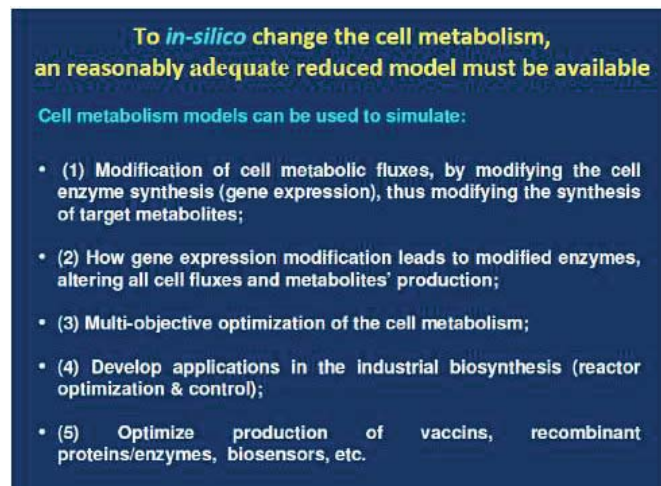 To in-silico change the cell metabolism,
an reasonably adequate reduced model must be available
Cell metabolism models can be used to simulate:
• (1) Modification of cell metabolic fluxes, by modifying the cell
enzyme synthesis (gene expression), thus modifying the synthesis
of target metabolites;
• (2) How gene expression modification leads to modified enzymes,
altering all cell fluxes and metabolites' production;
• (3) Multi-objective optimization of the cell metabolism;
• (4) Develop applications in the industrial biosynthesis (reactor
optimization & control);
• (5) Optimize production of vaccins, recombinant
proteins/enzymes, biosensors, etc.